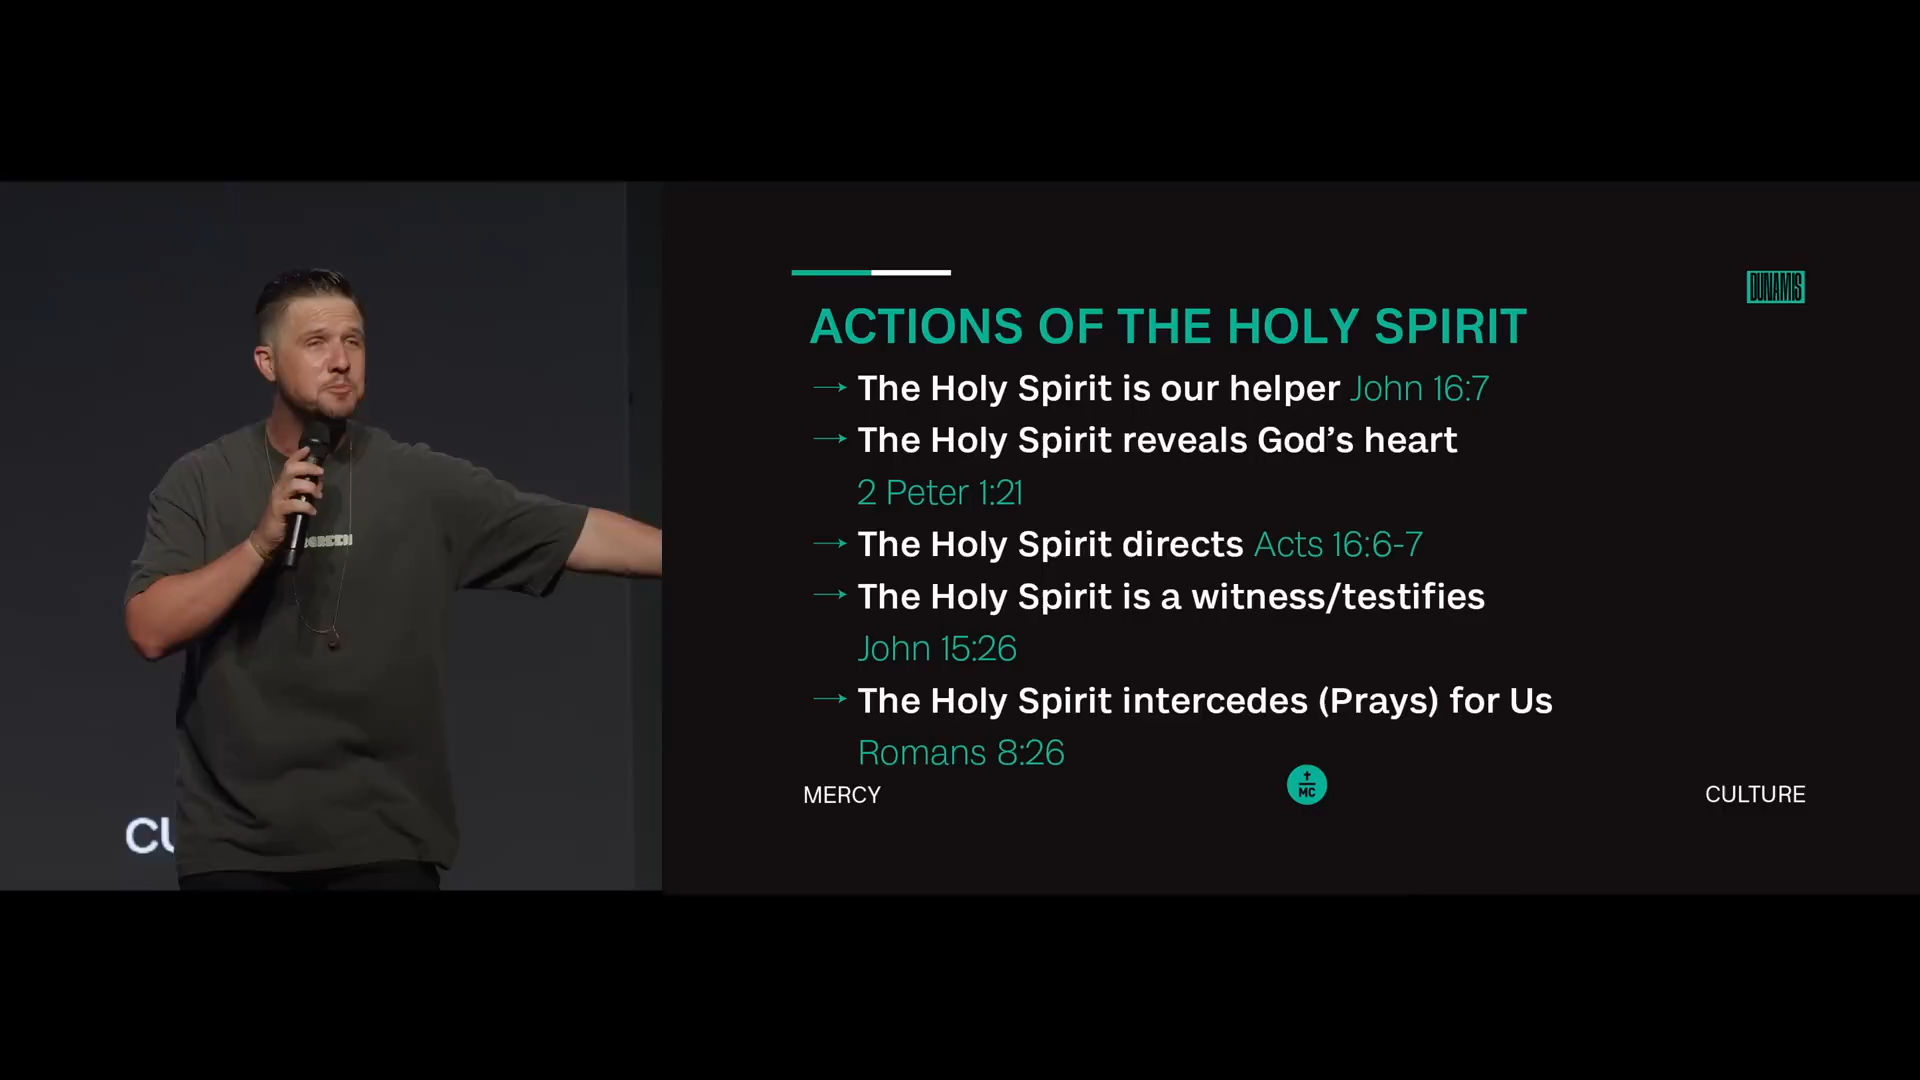 DUNAMIS
ACTIONS OF THE HOLY SPIRIT
→ The Holy Spirit is our helper John 16:7
→ The Holy Spirit reveals God’s heart
2 Peter 1:21
→ The Holy Spirit directs Acts 16:6-7
→ The Holy Spirit is a witness/testifies
John 15:26
→ The Holy Spirit intercedes (Prays) for Us
Romans 8:26
MERCY
MC
CULTURE